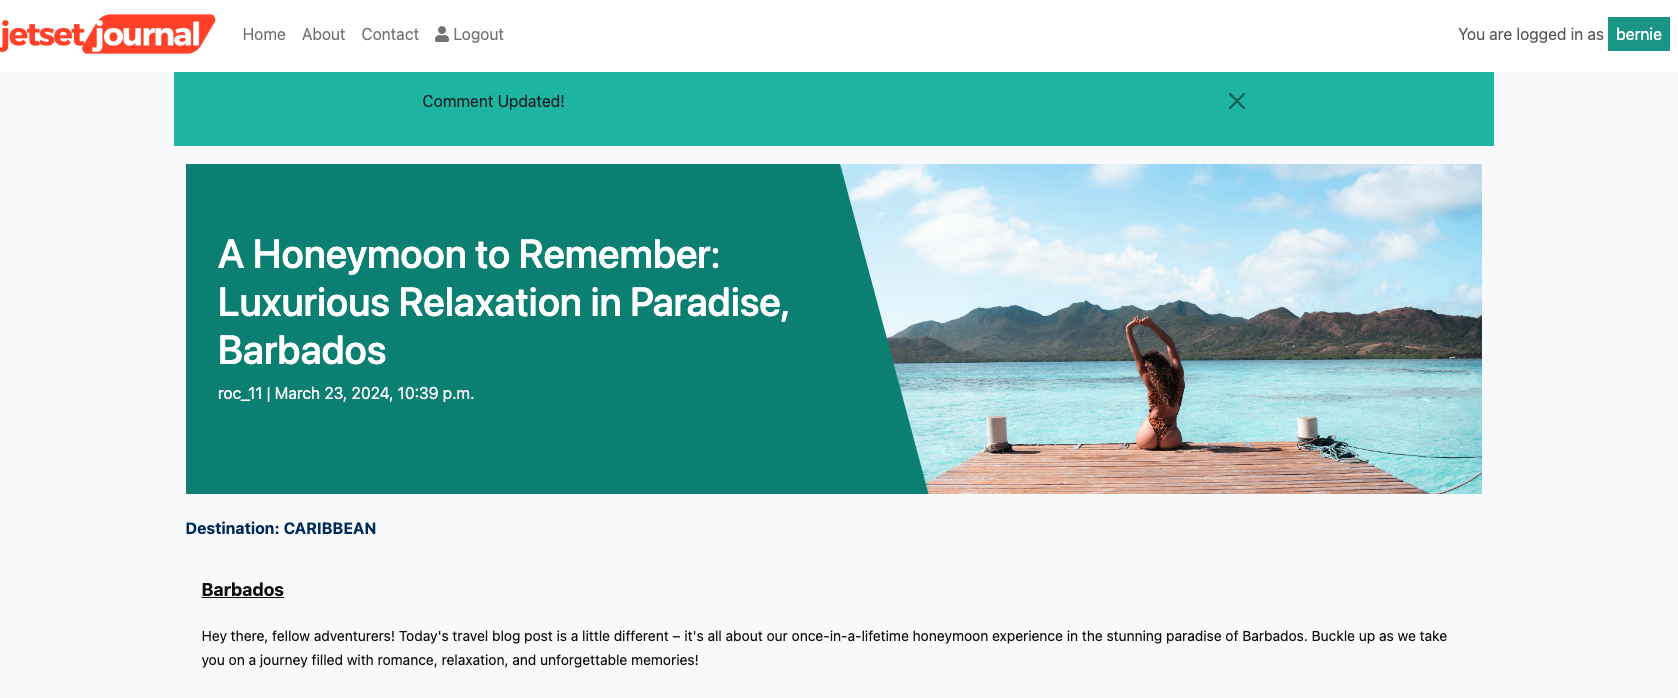 jetset journal
Home About Contact Logout
You are logged in as bernie
Comment Updated!
A Honeymoon to Remember:
Luxurious Relaxation in Paradise,
Barbados
roc_11 | March 23, 2024, 10:39 p.m.
Destination: CARIBBEAN
Barbados
Hey there, fellow adventurers! Today's travel blog post is a little different – it's all about our once-in-a-lifetime honeymoon experience in the stunning paradise of Barbados. Buckle up as we take
you on a journey filled with romance, relaxation, and unforgettable memories!